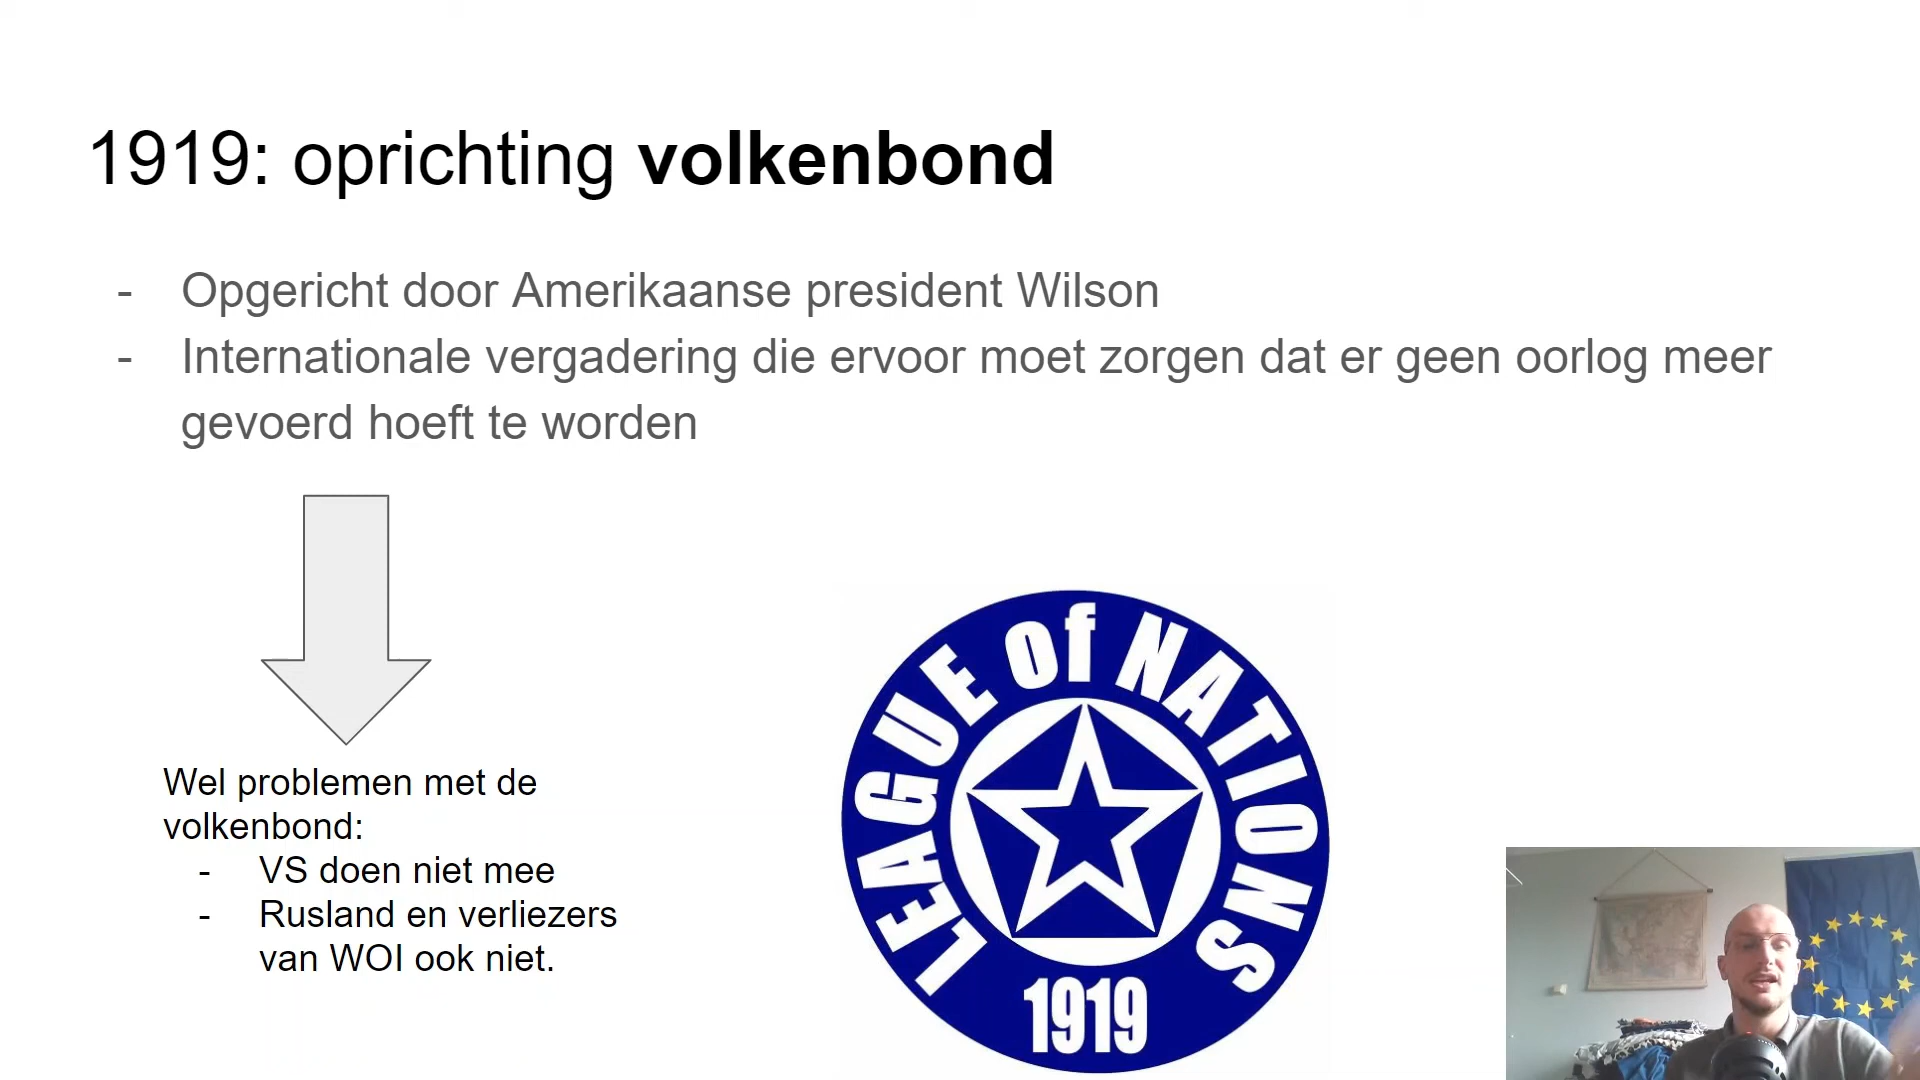 1919: oprichting volkenbond
- Opgericht door Amerikaanse president Wilson
- Internationale vergadering die ervoor moet zorgen dat er geen oorlog meer
gevoerd hoeft te worden
Wel problemen met de
volkenbond:
- VS doen niet mee
- Rusland en verliezers
van WOI ook niet.
LEAGUE of NATIONS
1919